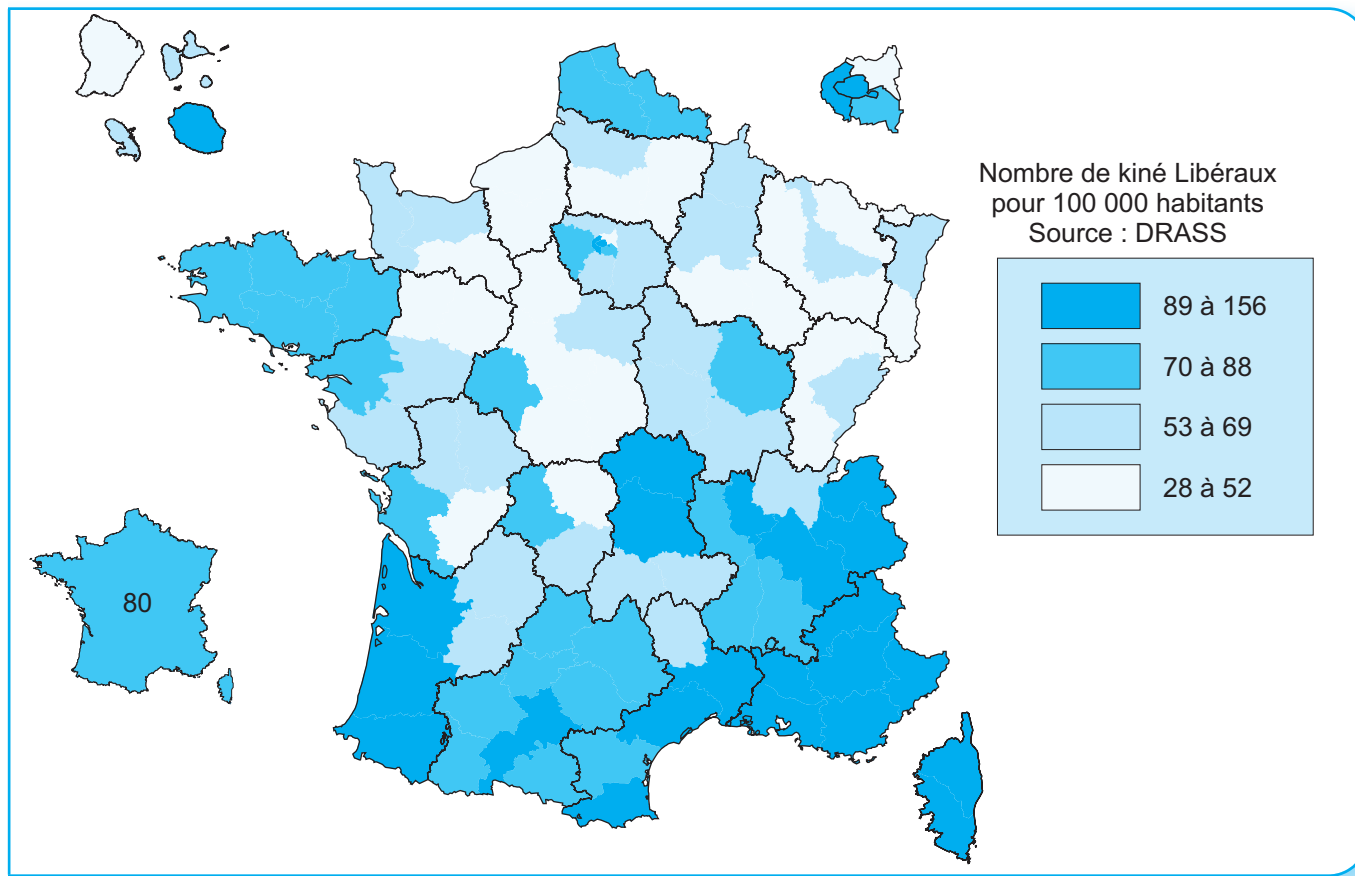 Nombre de kiné Libéraux
pour 100 000 habitants
Source : DRASS
89 à 156
70 à 88
53 à 69
28 à 52
80